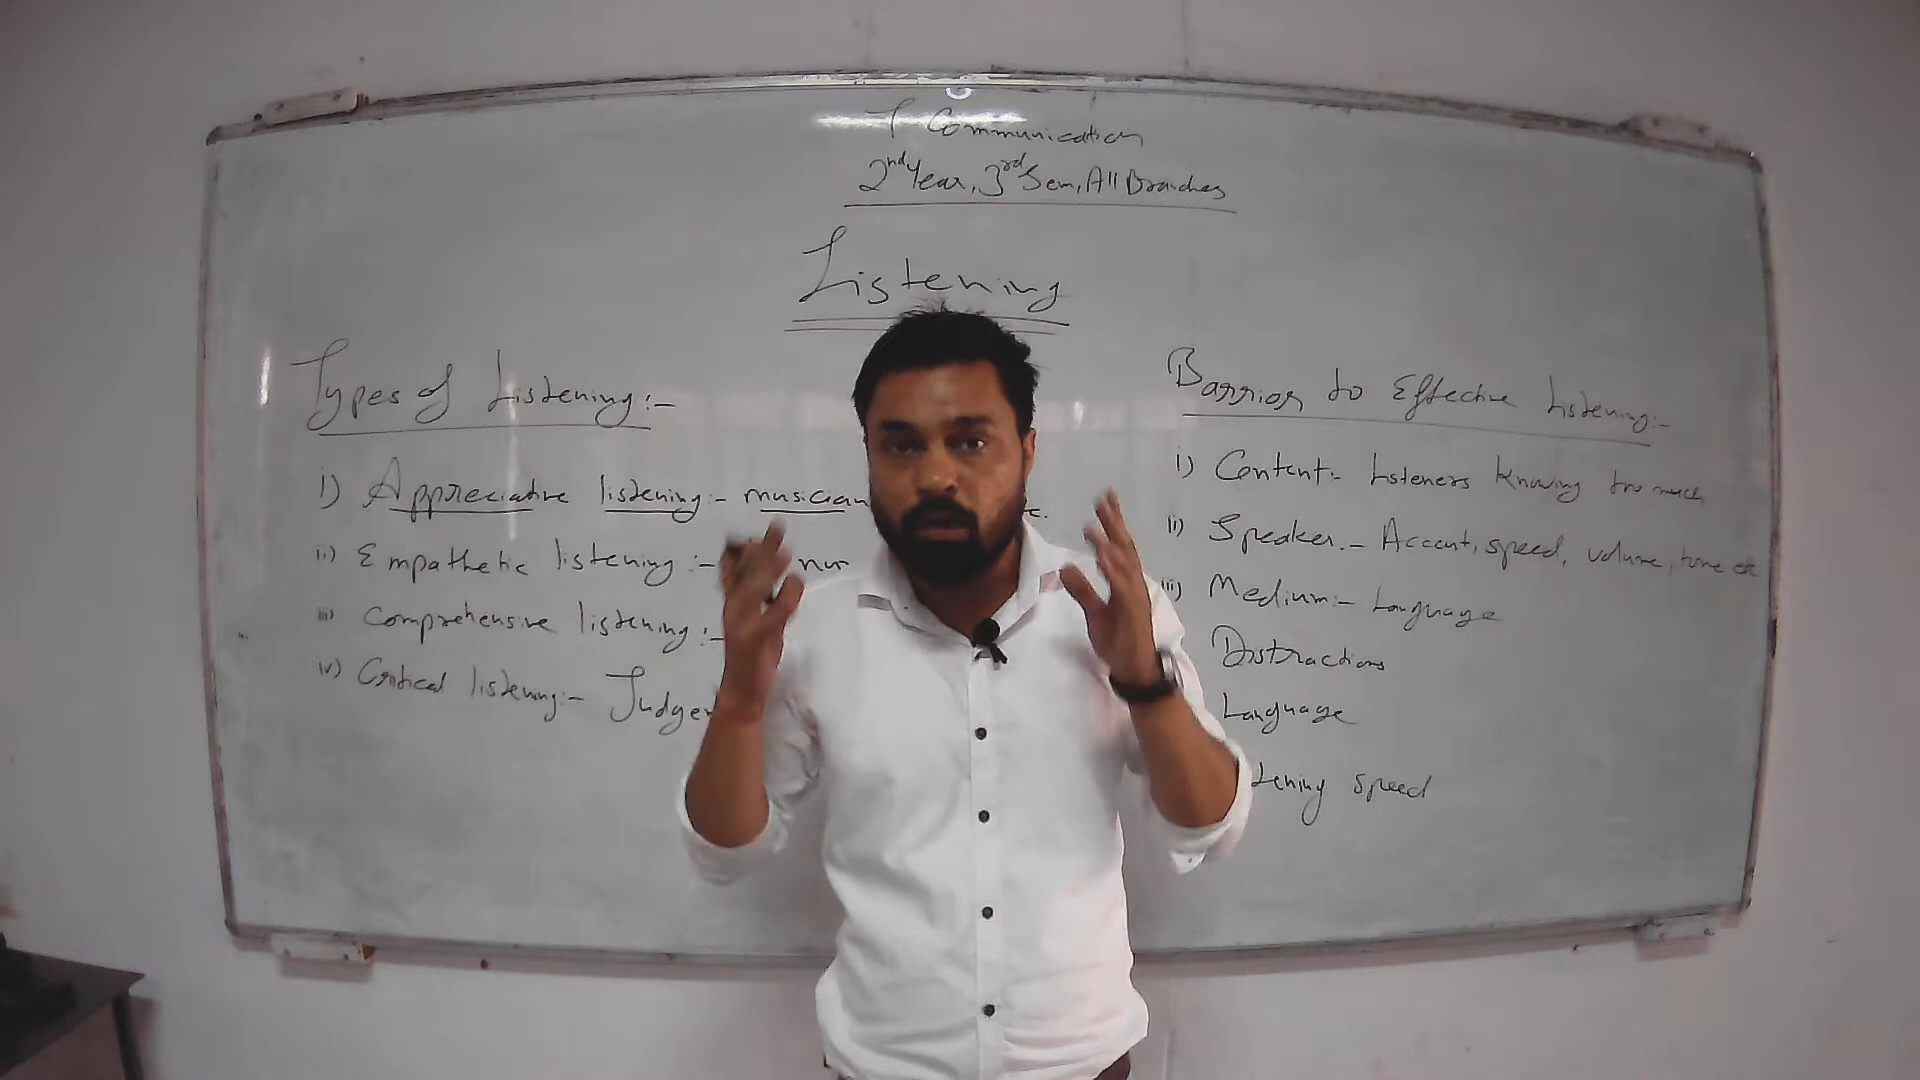 T Communication
2nd Year, 3rd Sem, All Branches
Listening
Types of Listening:-
i) Appreciative listening:- musician
ii) Empathetic listening:-
iii) Comprehensive listening:-
iv) Critical listening:- Judge
Barrier to Effective Listening:-
i) Content:- Listeners Knowing too much
ii) Speaker.- Accent, speed, volume, tone etc
iii) Medium:- Language
Distractions
Language
tening speed